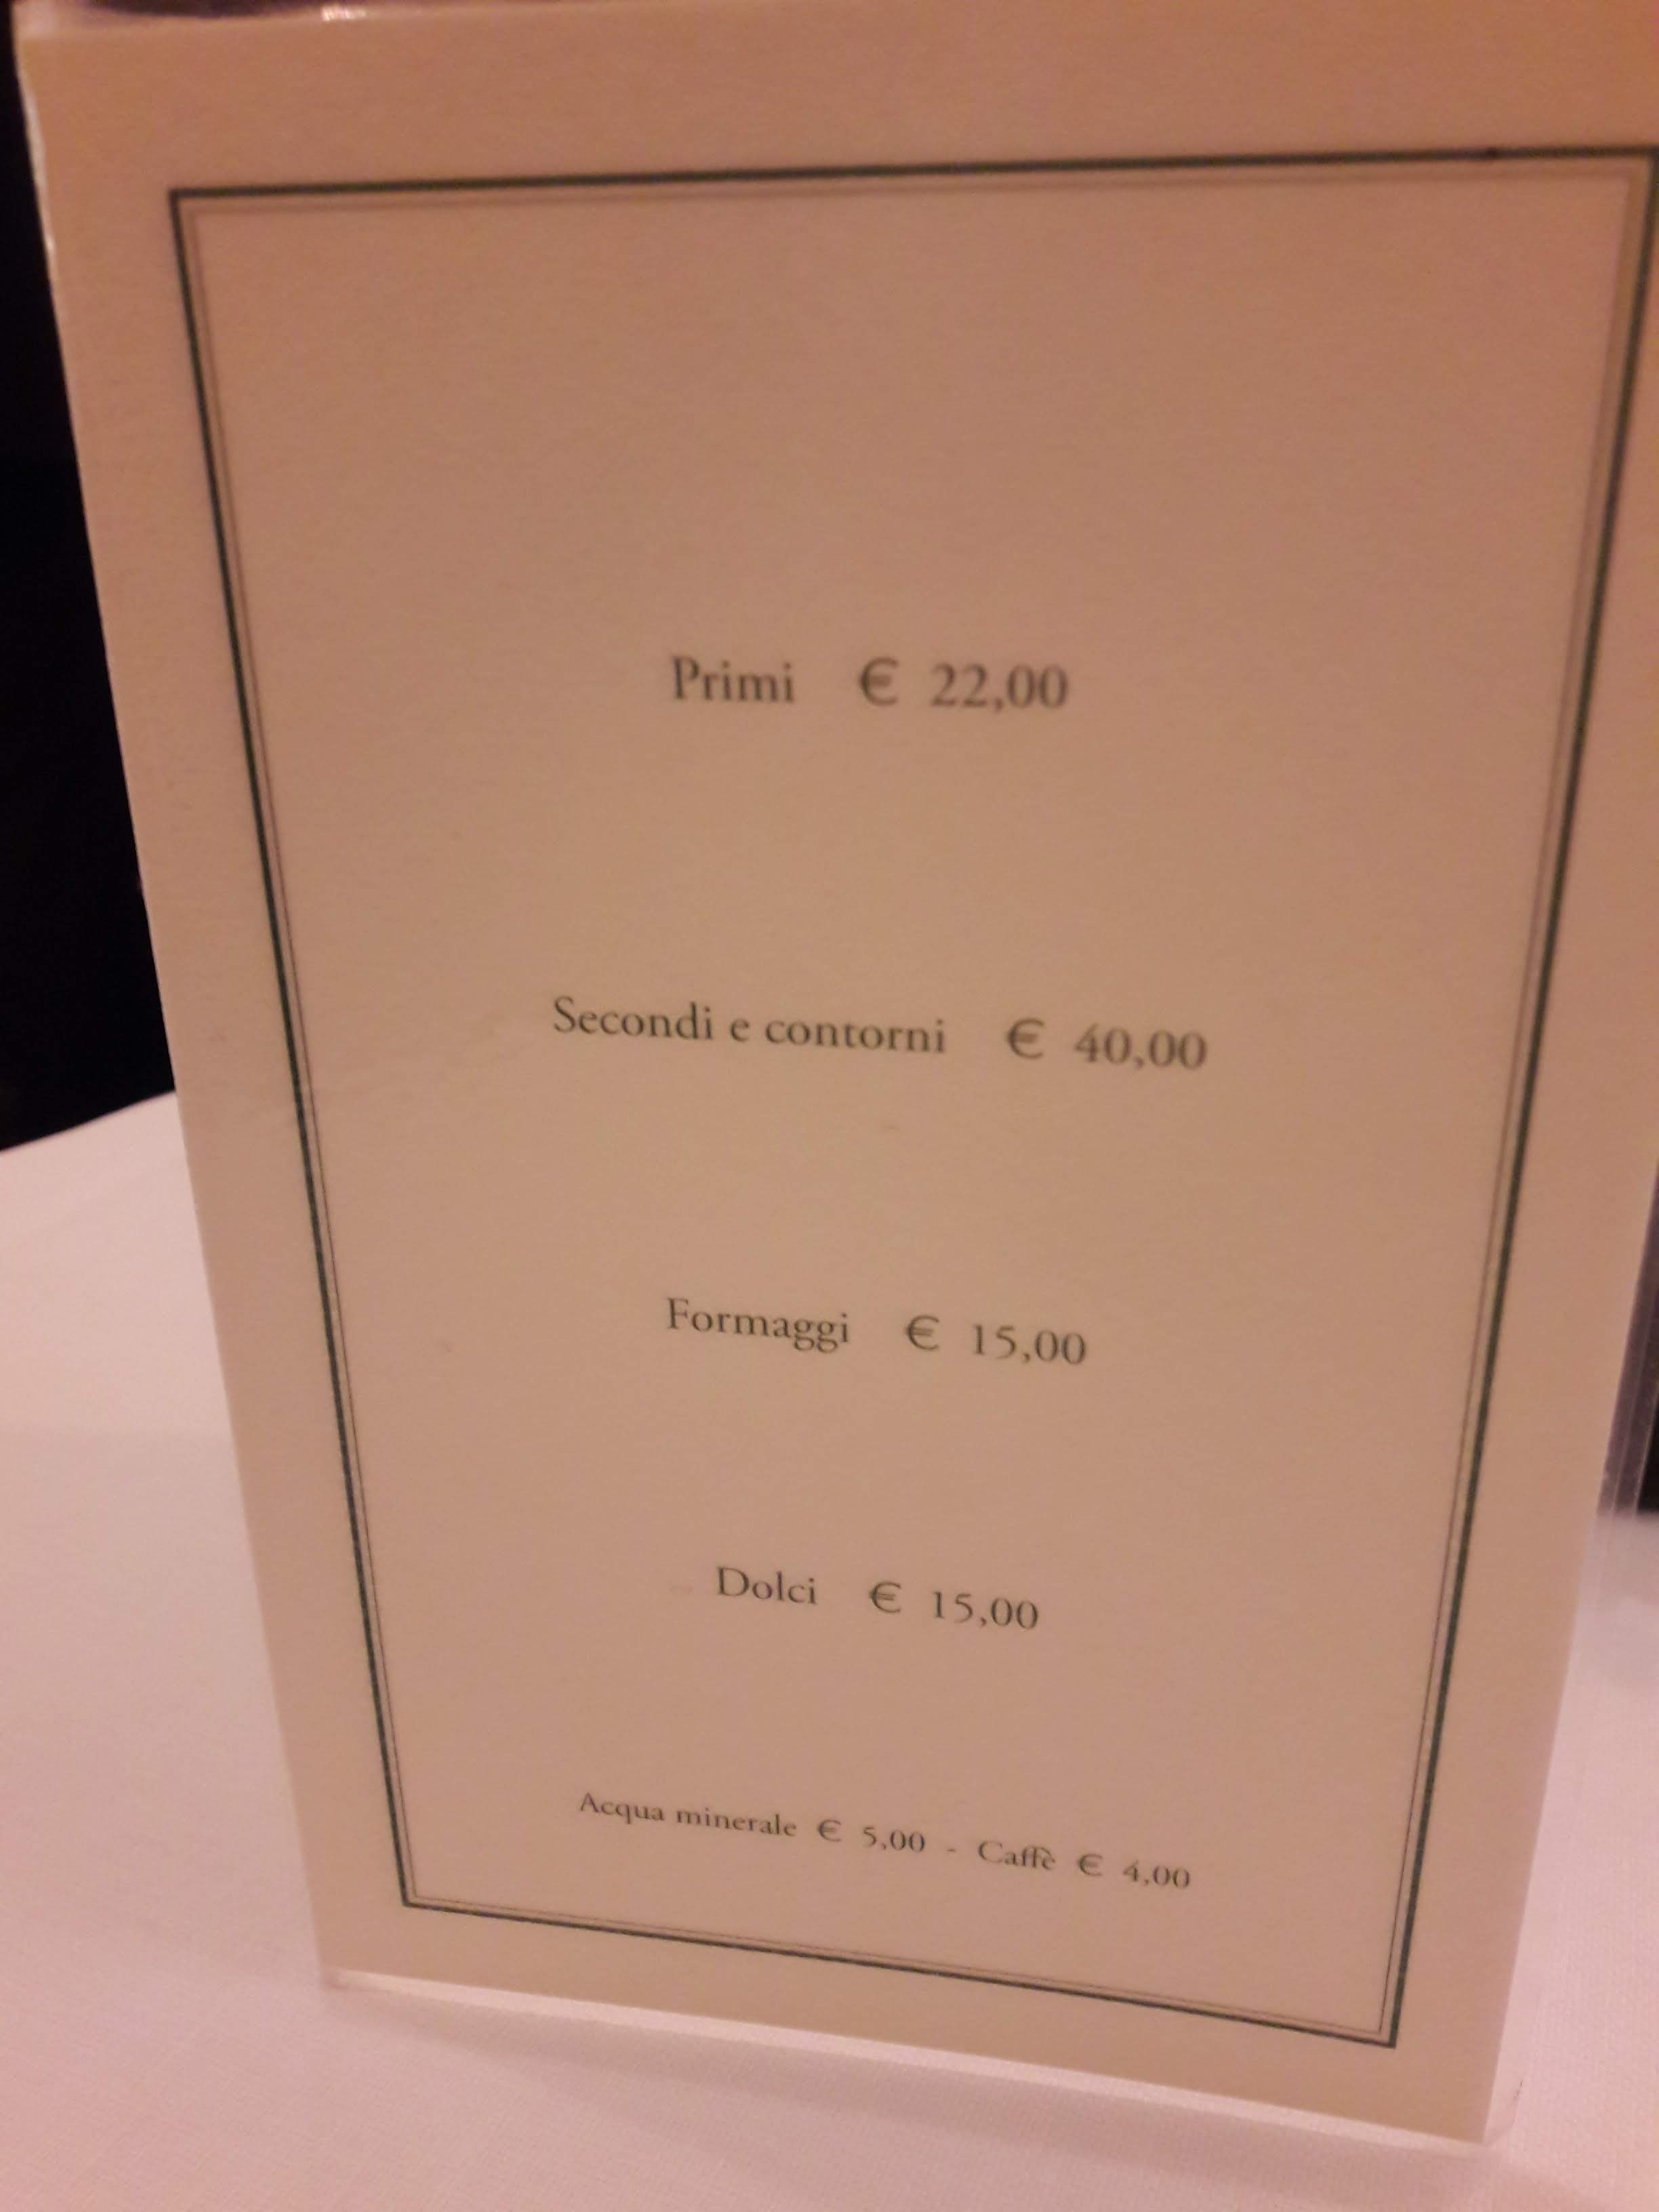 Primi € 22,00
Secondi e contorni € 40,00
Formaggi € 15,00
Dolci € 15,00
Acqua minerale € 5,00 - Caffè € 4,00